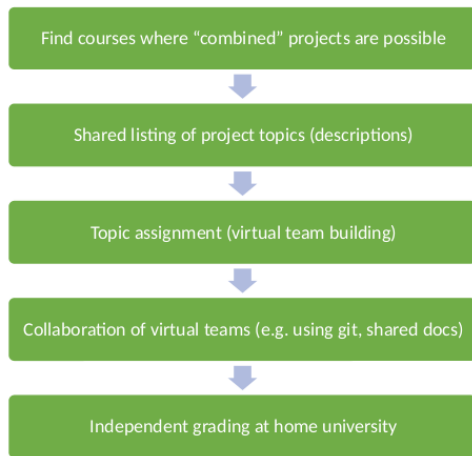 Find courses where “combined” projects are possible
Shared listing of project topics (descriptions)
Topic assignment (virtual team building)
Collaboration of virtual teams (e.g. using git, shared docs)
Independent grading at home university